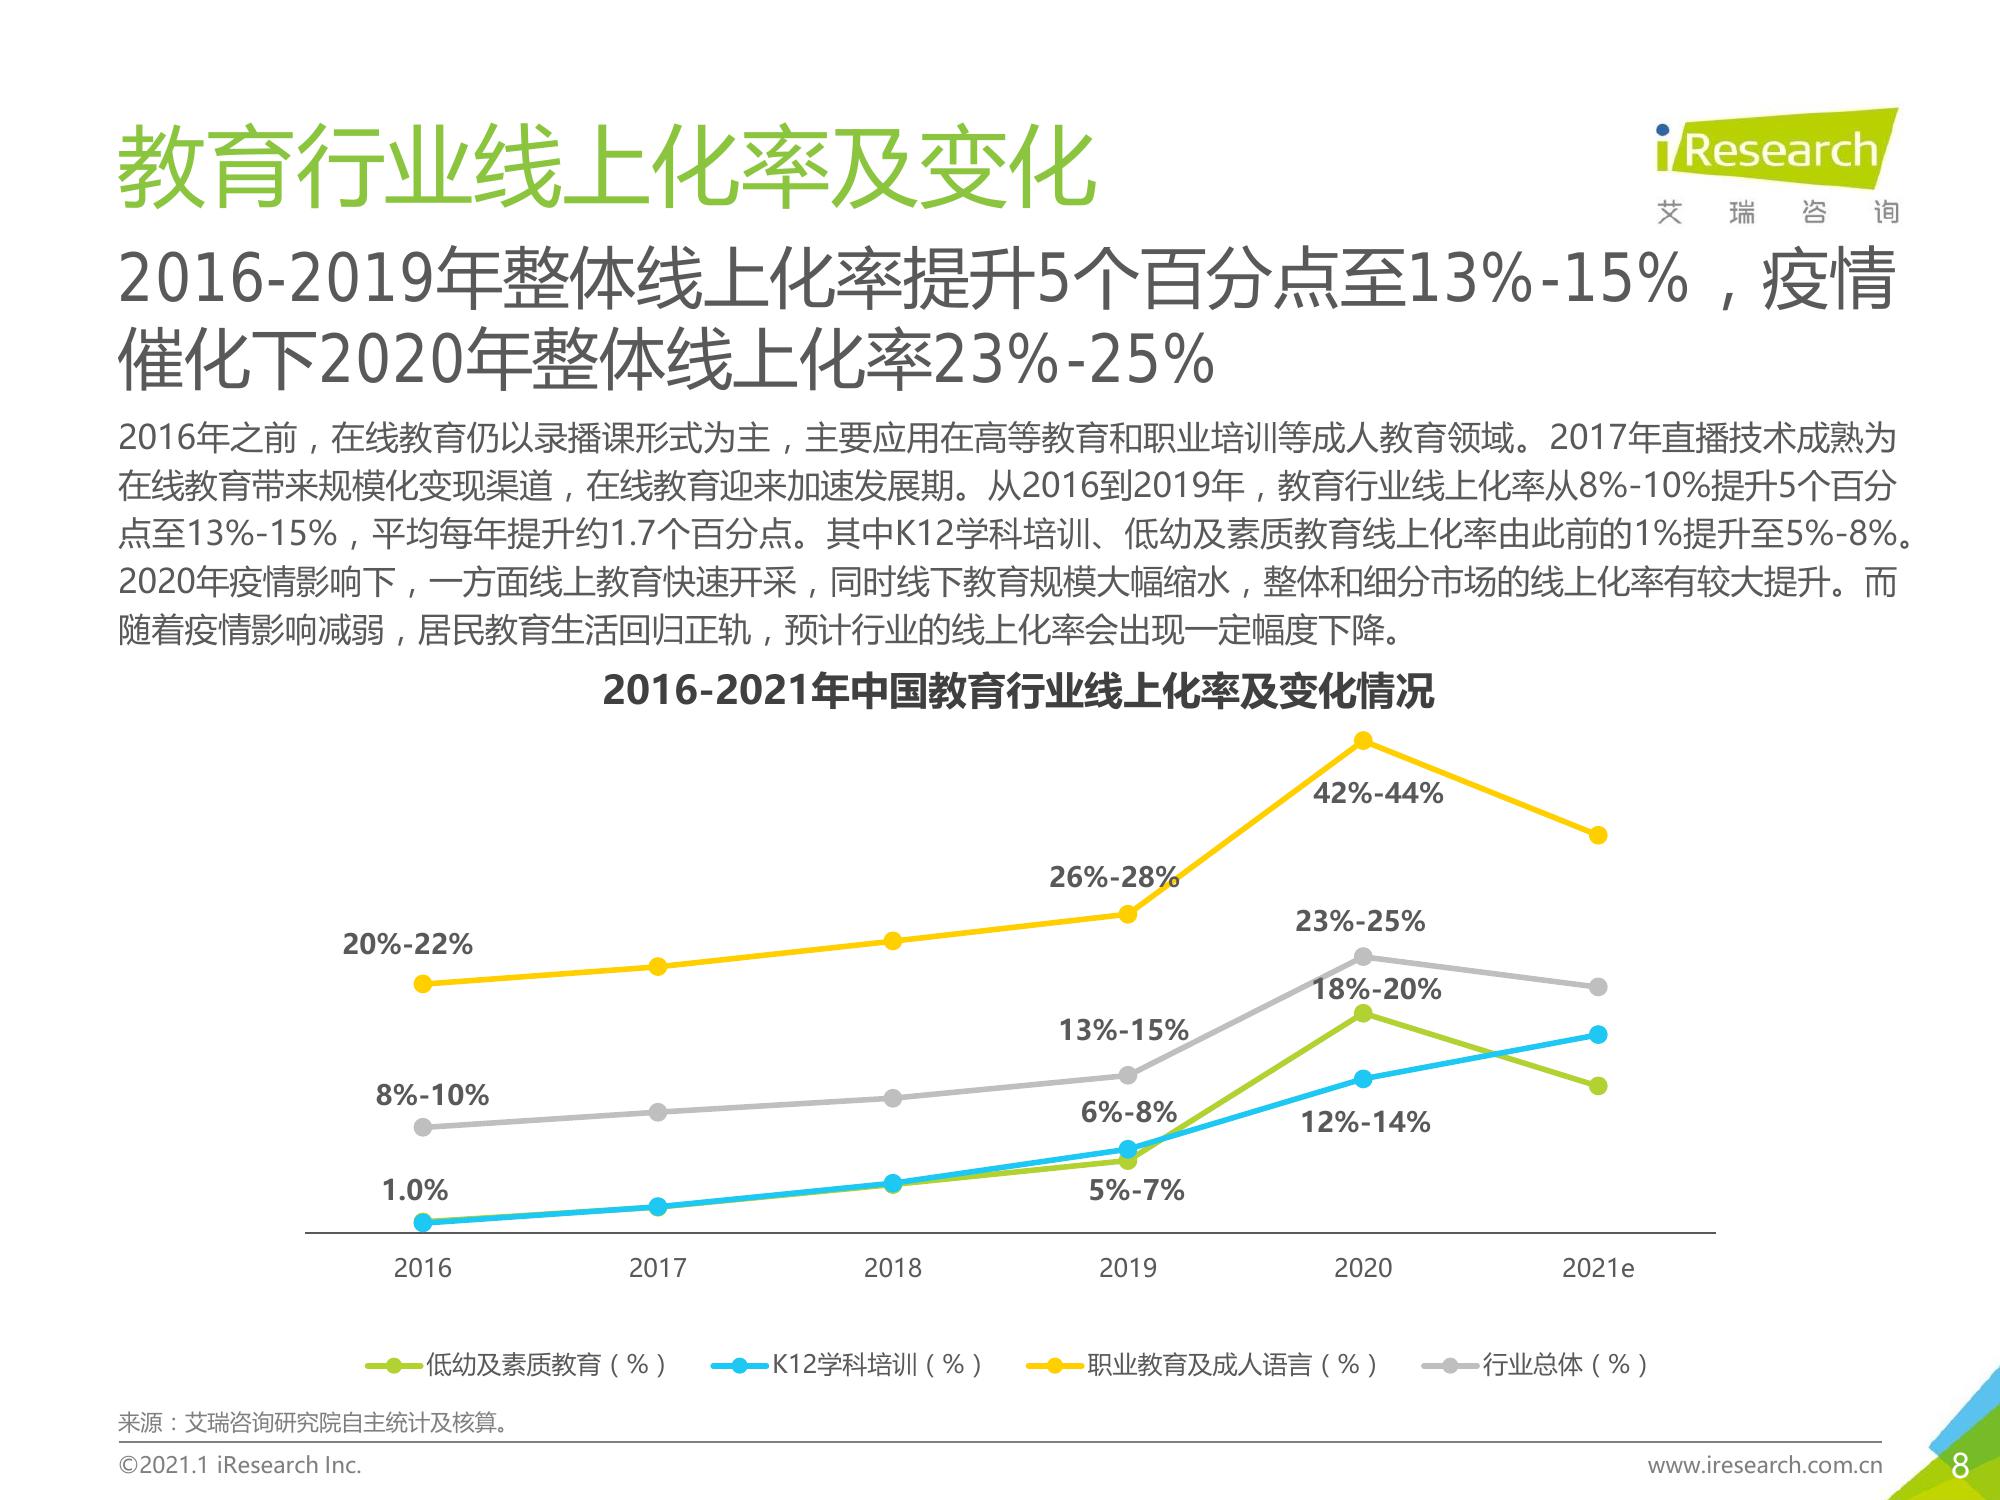 教育行业线上化率及变化
iResearch
艾瑞咨询
2016-2019年整体线上化率提升5个百分点至13%-15%，疫情
催化下2020年整体线上化率23%-25%
2016年之前，在线教育仍以录播课形式为主，主要应用在高等教育和职业培训等成人教育领域。2017年直播技术成熟为
在线教育带来规模化变现渠道，在线教育迎来加速发展期。从2016到2019年，教育行业线上化率从8%-10%提升5个百分
点至13%-15%，平均每年提升约1.7个百分点。其中K12学科培训、低幼及素质教育线上化率由此前的1%提升至5%-8%。
2020年疫情影响下，一方面线上教育快速开采，同时线下教育规模大幅缩水，整体和细分市场的线上化率有较大提升。而
随着疫情影响减弱，居民教育生活回归正轨，预计行业的线上化率会出现一定幅度下降。
2016-2021年中国教育行业线上化率及变化情况
42%-44%
26%-28%
23%-25%
20%-22%
18%-20%
13%-15%
8%-10%
6%-8%
12%-14%
1.0%
5%-7%
2016 2017 2018 2019 2020 2021e
低幼及素质教育（%） K12学科培训（%） 职业教育及成人语言（%） 行业总体（%）
来源：艾瑞咨询研究院自主统计及核算。
©2021.1 iResearch Inc.
www.iresearch.com.cn
8